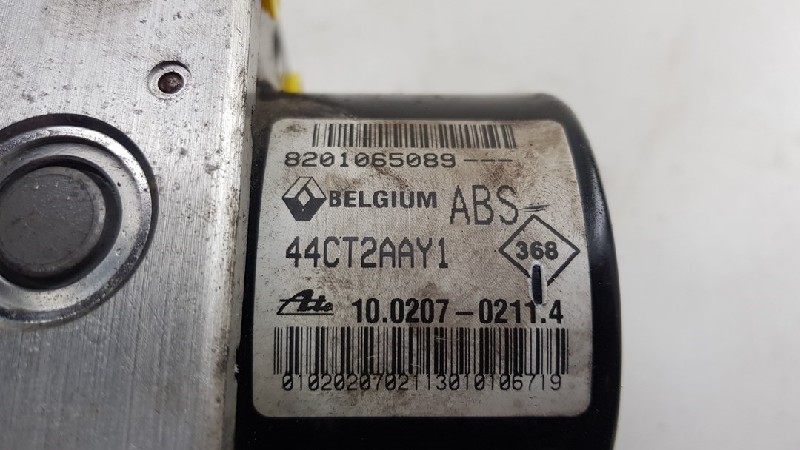 8201065089---
BELGIUM ABS-
44CT2AAY1
368
Ate 10.0207-0211.4
0102020702113010106719